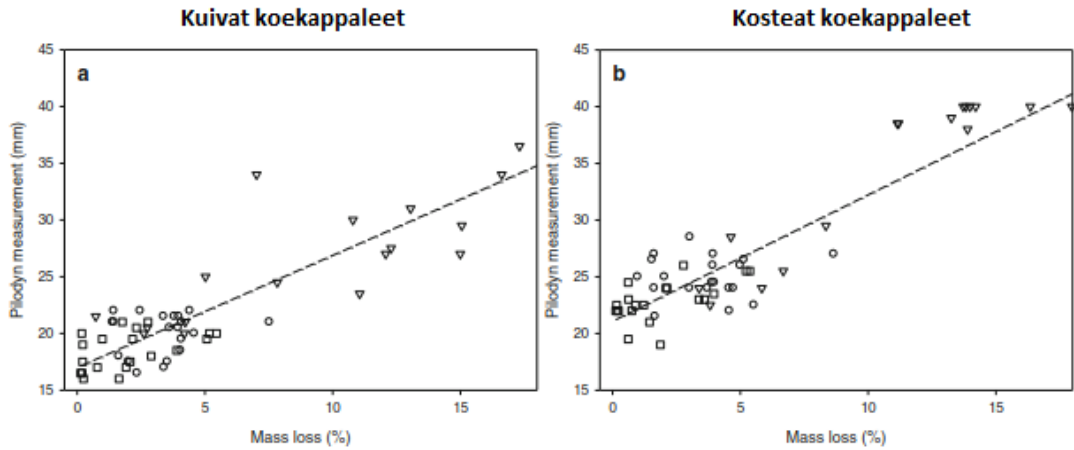 Kuivat koekappaleet
Kosteat koekappaleet
a
45
40
35
30
25
20
15
Pilodyn measurement (mm)
0
5
10
15
Mass loss (%)
b
45
40
35
30
25
20
15
Pilodyn measurement (mm)
0
5
10
15
Mass loss (%)